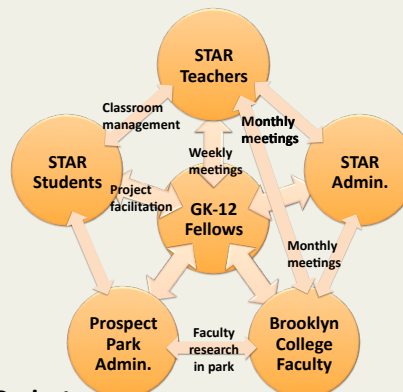 STAR
Teachers
Classroom
management
Monthly
meetings
Weekly
meetings
STAR
Students
STAR
Admin.
Project
facilitation
GK-12
Fellows
Monthly
meetings
Prospect
Park
Admin.
Faculty
research
in park
Brooklyn
College
Faculty